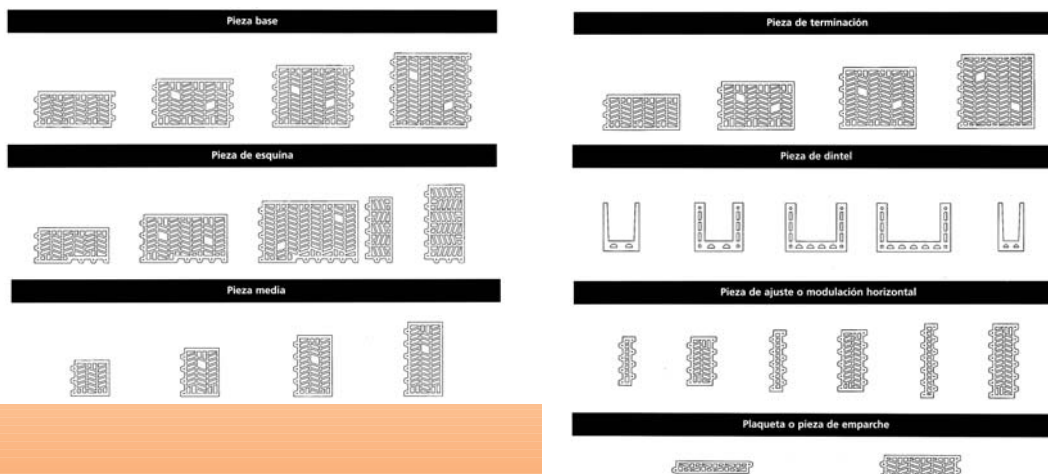 Pieza base
Pieza de esquina
Pieza media
Pieza de terminación
Pieza de dintel
Pieza de ajuste o modulación horizontal
Plaqueta o pieza de emparche